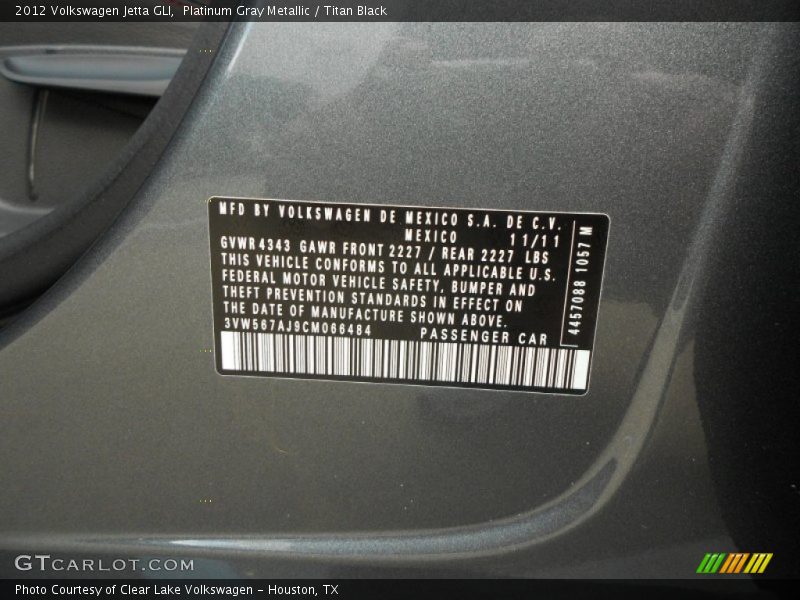 2012 Volkswagen Jetta GLI, Platinum Gray Metallic / Titan Black
MFD BY VOLKSWAGEN DE MEXICO S.A. DE C.V.
MEXICO 11/11
GVWR 4343 GAWR FRONT 2227 / REAR 2227 LBS
THIS VEHICLE CONFORMS TO ALL APPLICABLE U.S.
FEDERAL MOTOR VEHICLE SAFETY, BUMPER AND
THEFT PREVENTION STANDARDS IN EFFECT ON
THE DATE OF MANUFACTURE SHOWN ABOVE.
3VW567AJ9CM066484 PASSENGER CAR
4457088 1057 M
GTCARLOT.COM
Photo Courtesy of Clear Lake Volkswagen - Houston, TX